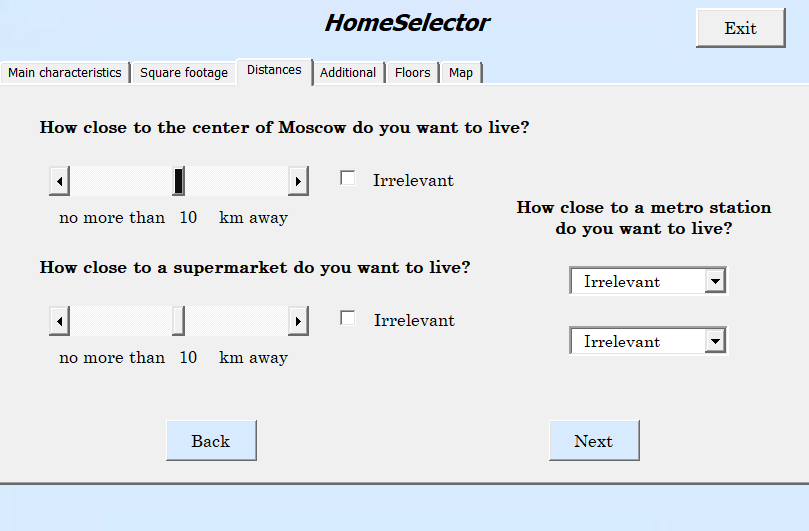 HomeSelector
Exit
Main characteristics
Square footage
Distances
Additional
Floors
Map
How close to the center of Moscow do you want to live?
Irrelevant
no more than 10 km away
How close to a supermarket do you want to live?
Irrelevant
no more than 10 km away
How close to a metro station
do you want to live?
Irrelevant
Irrelevant
Back
Next